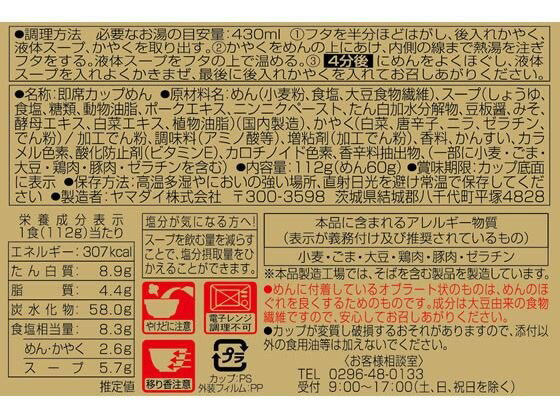 ●調理方法　必要なお湯の目安量：430ml ①フタを半分ほどはがし、後入れかやく、
液体スープ、かやくを取り出す。②かやくをめんの上にあけ、内側の線まで熱湯を注ぎ
フタをする。液体スープをフタの上で温める。③ 4分後 にめんをよくほぐし、液体
スープを入れよくかきまぜ、最後に後入れかやくを入れてお召しあがりください。
●名称：即席カップめん ●原材料名：めん(小麦粉、食塩、大豆食物繊維)、スープ(しょうゆ、
食塩、糖類、動物油脂、ポークエキス、ニンニクペースト、たん白加水分解物、豆板醤、みそ、
酵母エキス、白菜エキス、植物油脂)(国内製造)、かやく(白菜、唐辛子、ニラ、ゼラチン、
でん粉)／加工でん粉、調味料(アミノ酸等)、増粘剤(加工でん粉)、香料、かんすい、カラ
メル色素、酸化防止剤(ビタミンE)、カロチノイド色素、香辛料抽出物、(一部に小麦・ごま・
大豆・鶏肉・豚肉・ゼラチンを含む) ●内容量：112g(めん60g) ●賞味期限：カップ底面
に表示 ●保存方法：高温多湿やにおいの強い場所、直射日光を避け常温で保存してください
●製造者：ヤマダイ株式会社　〒300-3598　茨城県結城郡八千代町平塚4828
栄養成分表示
1食(112g)当たり
エネルギー：307kcal
たん白質：8.9g
脂質：4.4g
炭水化物：58.0g
食塩相当量：8.3g
めん・かやく：2.6g
スープ：5.7g
推定値
塩分が気になる方へ!
スープを飲む量を減らす
ことで、塩分摂取量をひ
かえることができます。
やけどに注意
電子レンジ
調理不可
移り香注意
プラ
カップ:PS
外装フィルム:PP
本品に含まれるアレルギー物質
(表示が義務付け及び推奨されているもの)
小麦・ごま・大豆・鶏肉・豚肉・ゼラチン
※本品製造工場では、そばを含む製品を製造しています。
●めんに付着しているオブラート状のものは、めんのほ
ぐれを良くするためのものです。成分は大豆由来の食物
繊維ですので、安心してお召しあがりください。
●カップが変質し破損するおそれがありますので、添付以
外の食用油等は加えないでください。
〈お客様相談室〉
TEL 0296-48-0133
受付 9:00～17:00(土、日、祝日を除く)